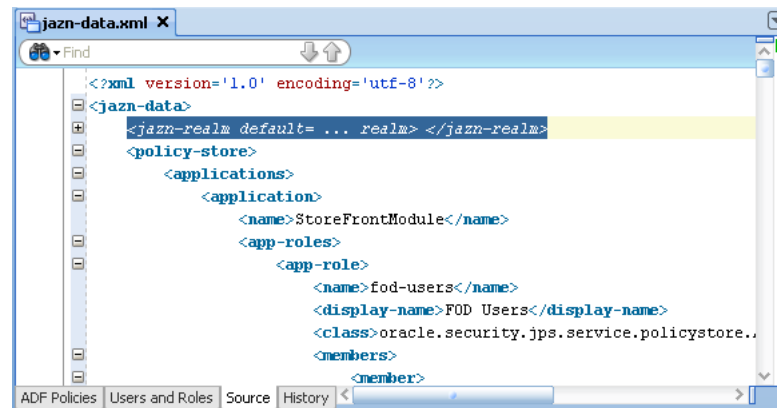 jazn-data.xml
Find
<?xml version='1.0' encoding='utf-8'?>
<jazn-data>
<jazn-realm default= ... realm> </jazn-realm>
<policy-store>
<applications>
<application>
<name>StoreFrontModule</name>
<app-roles>
<app-role>
<name>fod-users</name>
<display-name>FOD Users</display-name>
<class>oracle.security.jps.service.policystore.
<members>
<member>
ADF Policies Users and Roles Source History